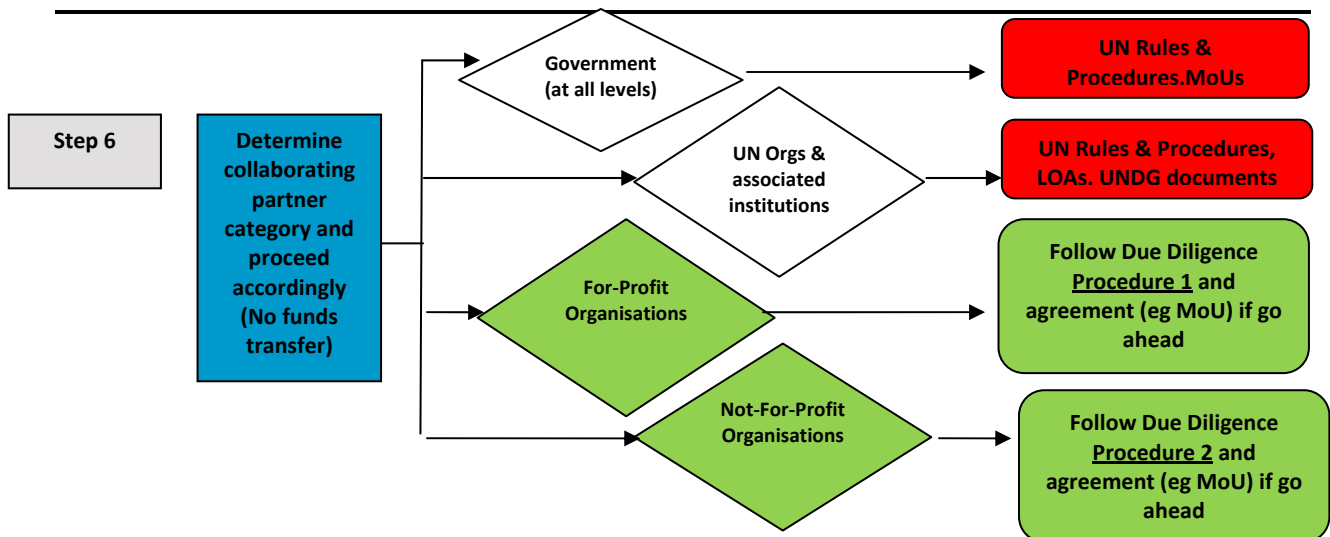 Step 6
Determine
collaborating
partner
category and
proceed
accordingly
(No funds
transfer)
Government
(at all levels)
UN Rules &
Procedures.MoUs
UN Orgs &
associated
institutions
UN Rules & Procedures,
LOAs. UNDG documents
For-Profit
Organisations
Follow Due Diligence
Procedure 1 and
agreement (eg MoU) if go
ahead
Not-For-Profit
Organisations
Follow Due Diligence
Procedure 2 and
agreement (eg MoU) if go
ahead